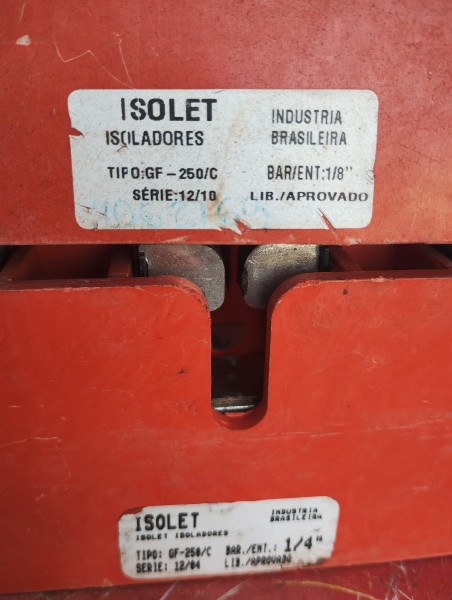 ISOLET INDUSTRIA
ISOLADORES BRASILEIRA
TIPO:GF-250/C BAR/ENT:1/8"
SÉRIE:12/10 LIB./APROVADO
ISOLET INDUSTRIA
BRASILEIRA
ISOLET ISOLADORES
TIPO: GF-250/C BAR./ENT.: 1/4"
SERIE: 12/04 LIB./APROVADO